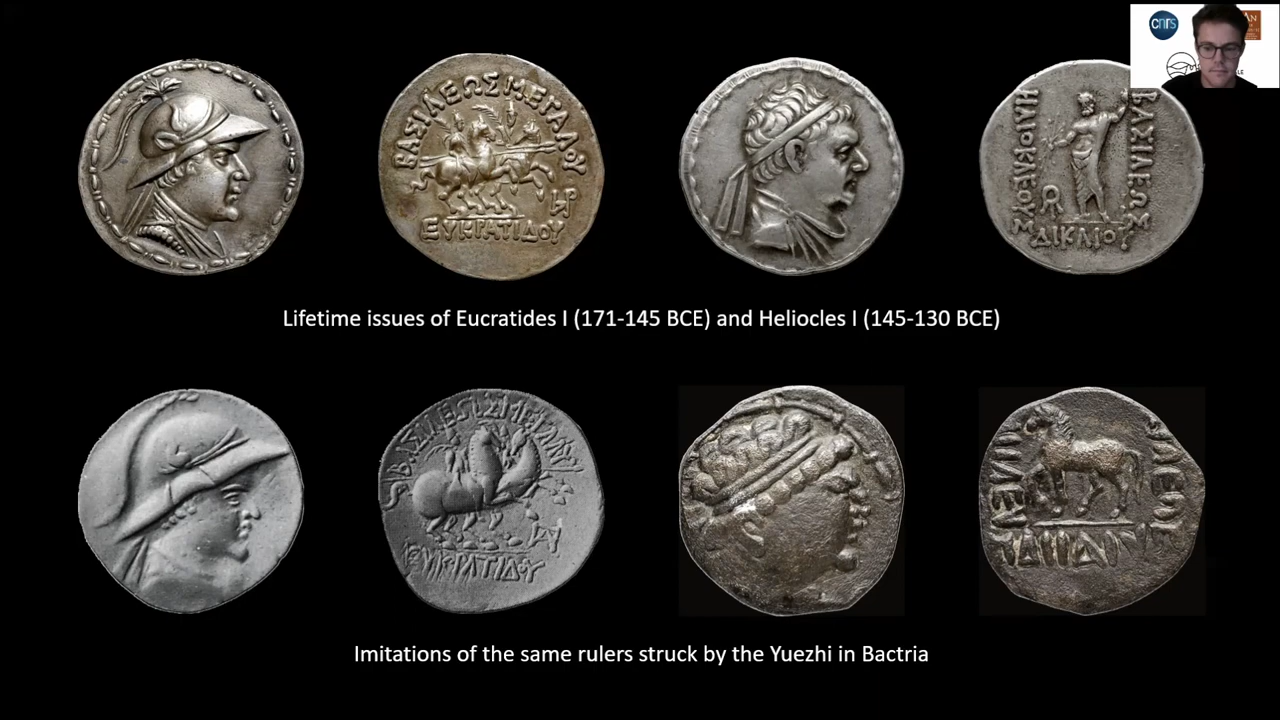 cnrs
ΒΑΣΙΛΕΩΣ ΜΕΓΑΛΟΥ
ΕΥΚΡΑΤΙΔΟΥ
ΗΛΙΟΚΛΕΟΥΣ
ΒΑΣΙΛΕΩΣ
ΔΙΚΑΙΟΥ
Lifetime issues of Eucratides I (171-145 BCE) and Heliocles I (145-130 BCE)
ΕΥΚΡΑΤΙΔΟΥ
Imitations of the same rulers struck by the Yuezhi in Bactria